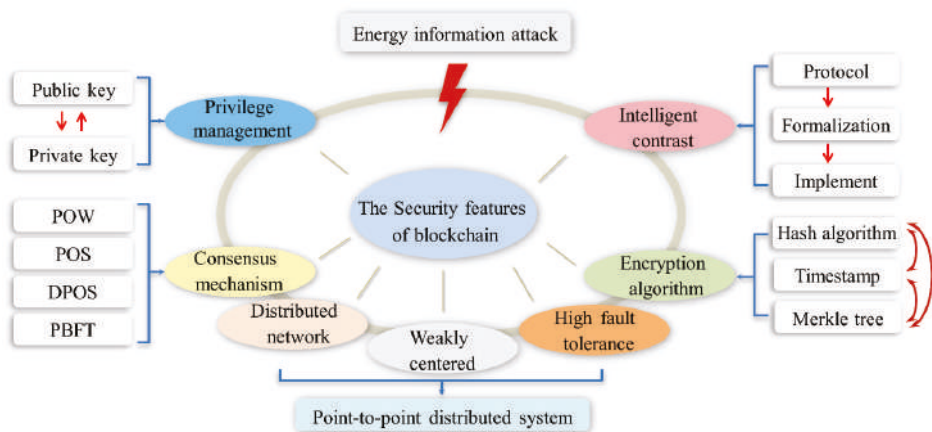 Energy information attack
Public key
Private key
Privilege
management
Intelligent
contrast
Protocol
Formalization
Implement
The Security features
of blockchain
POW
POS
DPOS
PBFT
Consensus
mechanism
Encryption
algorithm
Hash algorithm
Timestamp
Merkle tree
Distributed
network
Weakly
centered
High fault
tolerance
Point-to-point distributed system